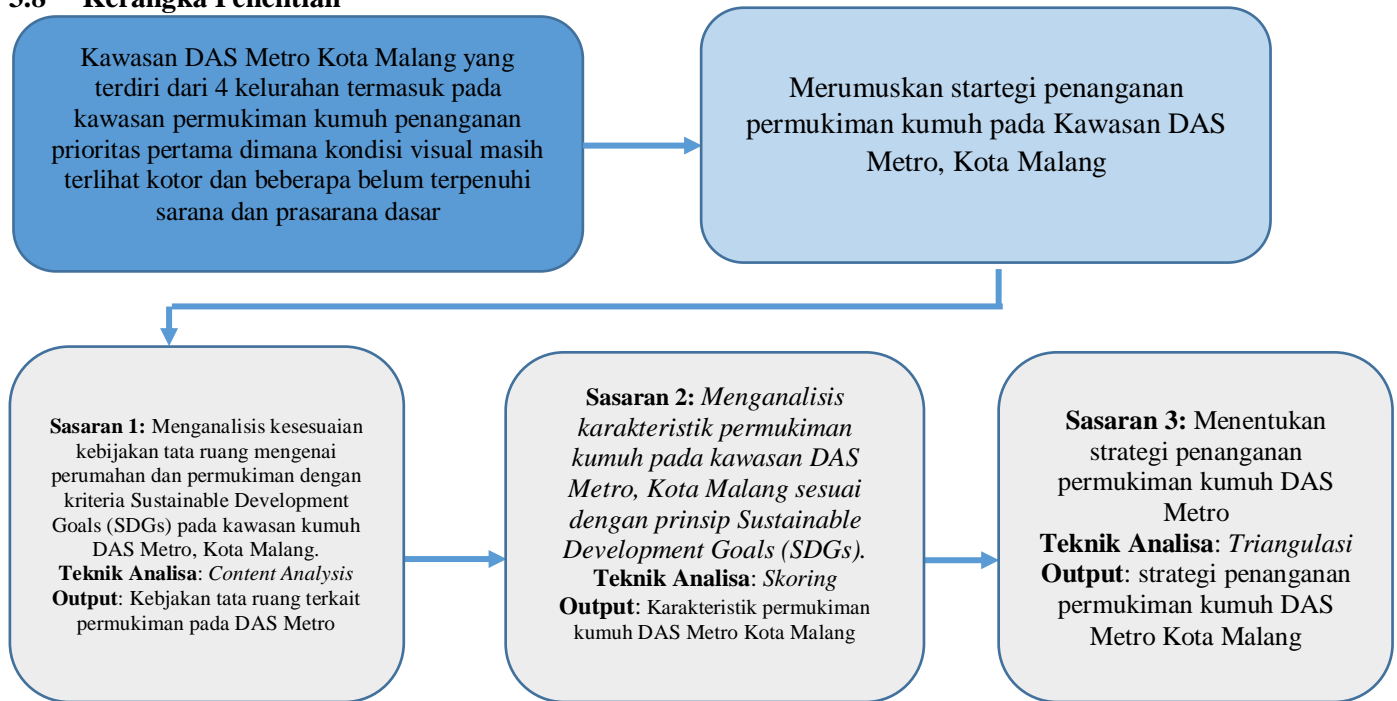 3.8 Kerangka Penelitian
Kawasan DAS Metro Kota Malang yang
terdiri dari 4 kelurahan termasuk pada
kawasan permukiman kumuh penanganan
prioritas pertama dimana kondisi visual masih
terlihat kotor dan beberapa belum terpenuhi
sarana dan prasarana dasar
Merumuskan startegi penanganan
permukiman kumuh pada Kawasan DAS
Metro, Kota Malang
Sasaran 1: Menganalisis kesesuaian
kebijakan tata ruang mengenai
perumahan dan permukiman dengan
kriteria Sustainable Development
Goals (SDGs) pada kawasan kumuh
DAS Metro, Kota Malang.
Teknik Analisa: Content Analysis
Output: Kebjakan tata ruang terkait
permukiman pada DAS Metro
Sasaran 2: Menganalisis
karakteristik permukiman
kumuh pada kawasan DAS
Metro, Kota Malang sesuai
dengan prinsip Sustainable
Development Goals (SDGs).
Teknik Analisa: Skoring
Output: Karakteristik permukiman
kumuh DAS Metro Kota Malang
Sasaran 3: Menentukan
strategi penanganan
permukiman kumuh DAS
Metro
Teknik Analisa: Triangulasi
Output: strategi penanganan
permukiman kumuh DAS
Metro Kota Malang